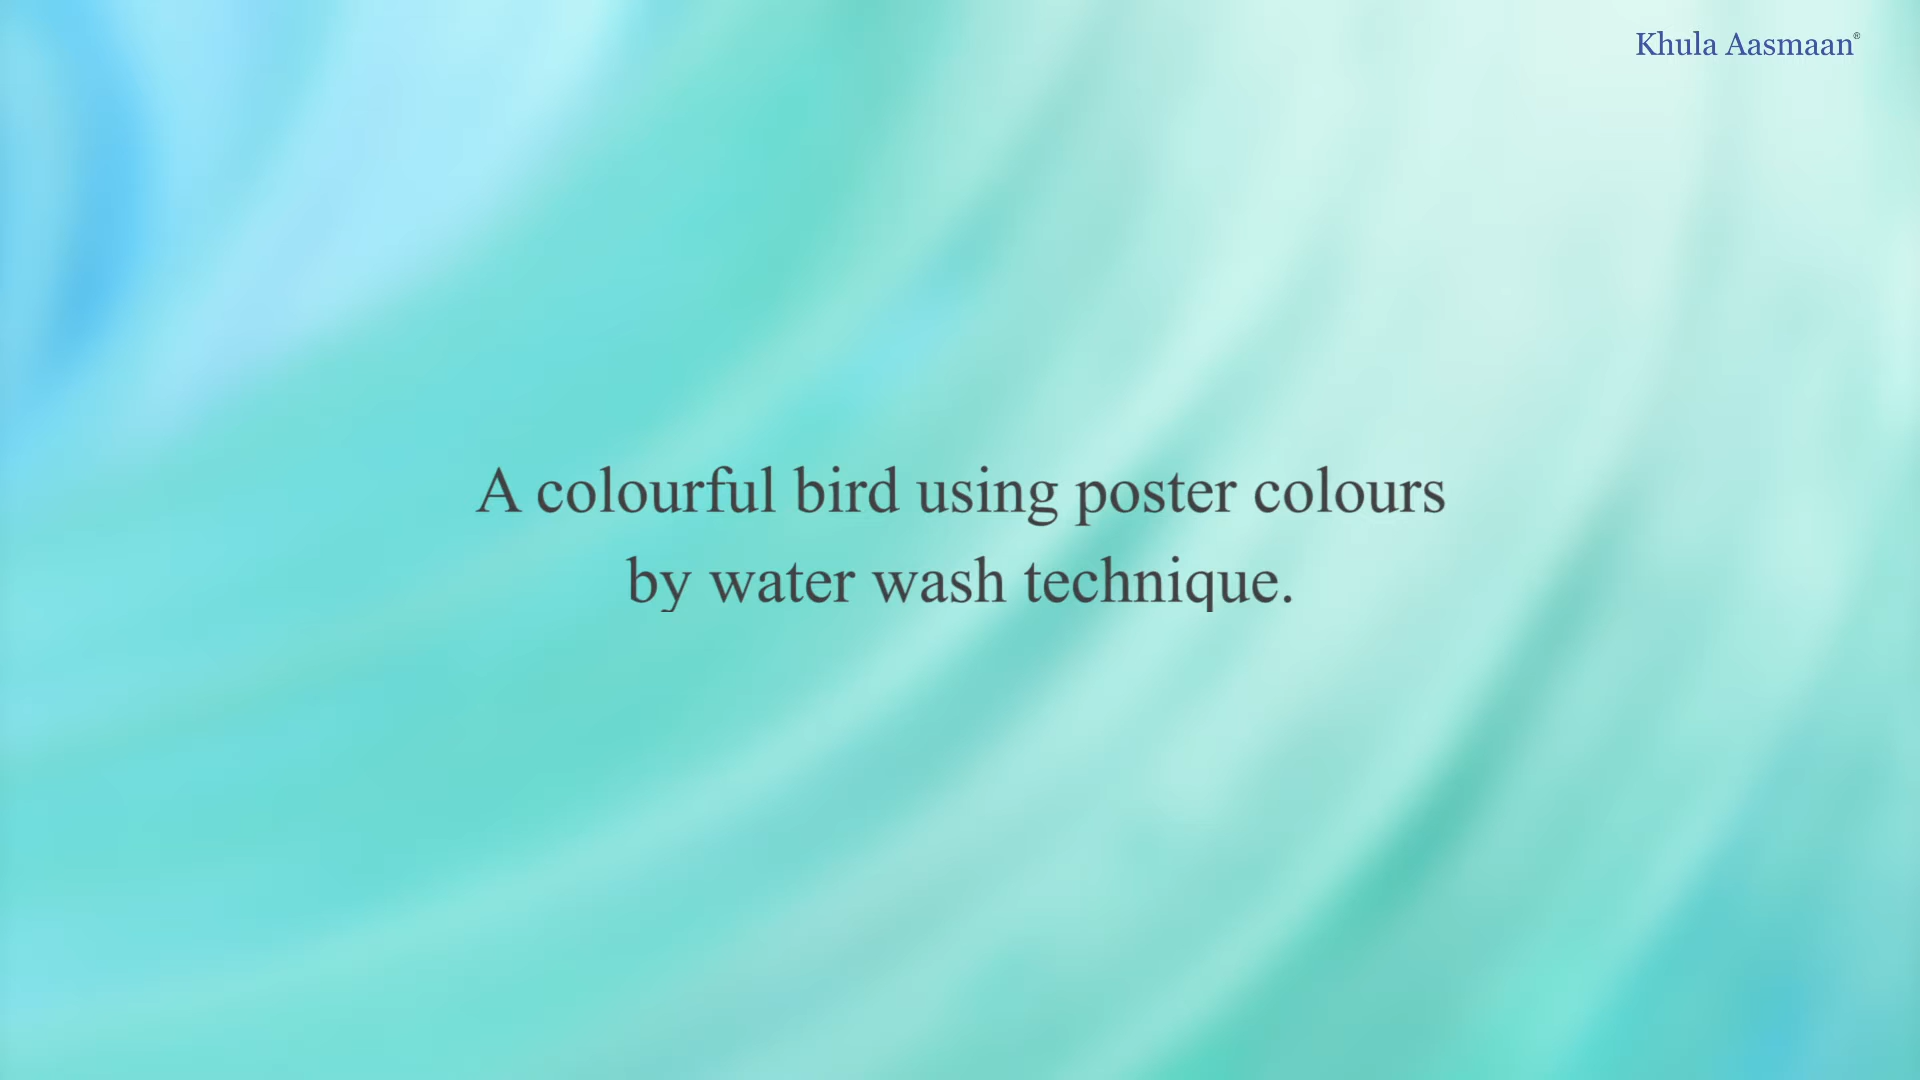 Khula Aasmaan®
A colourful bird using poster colours
by water wash technique.